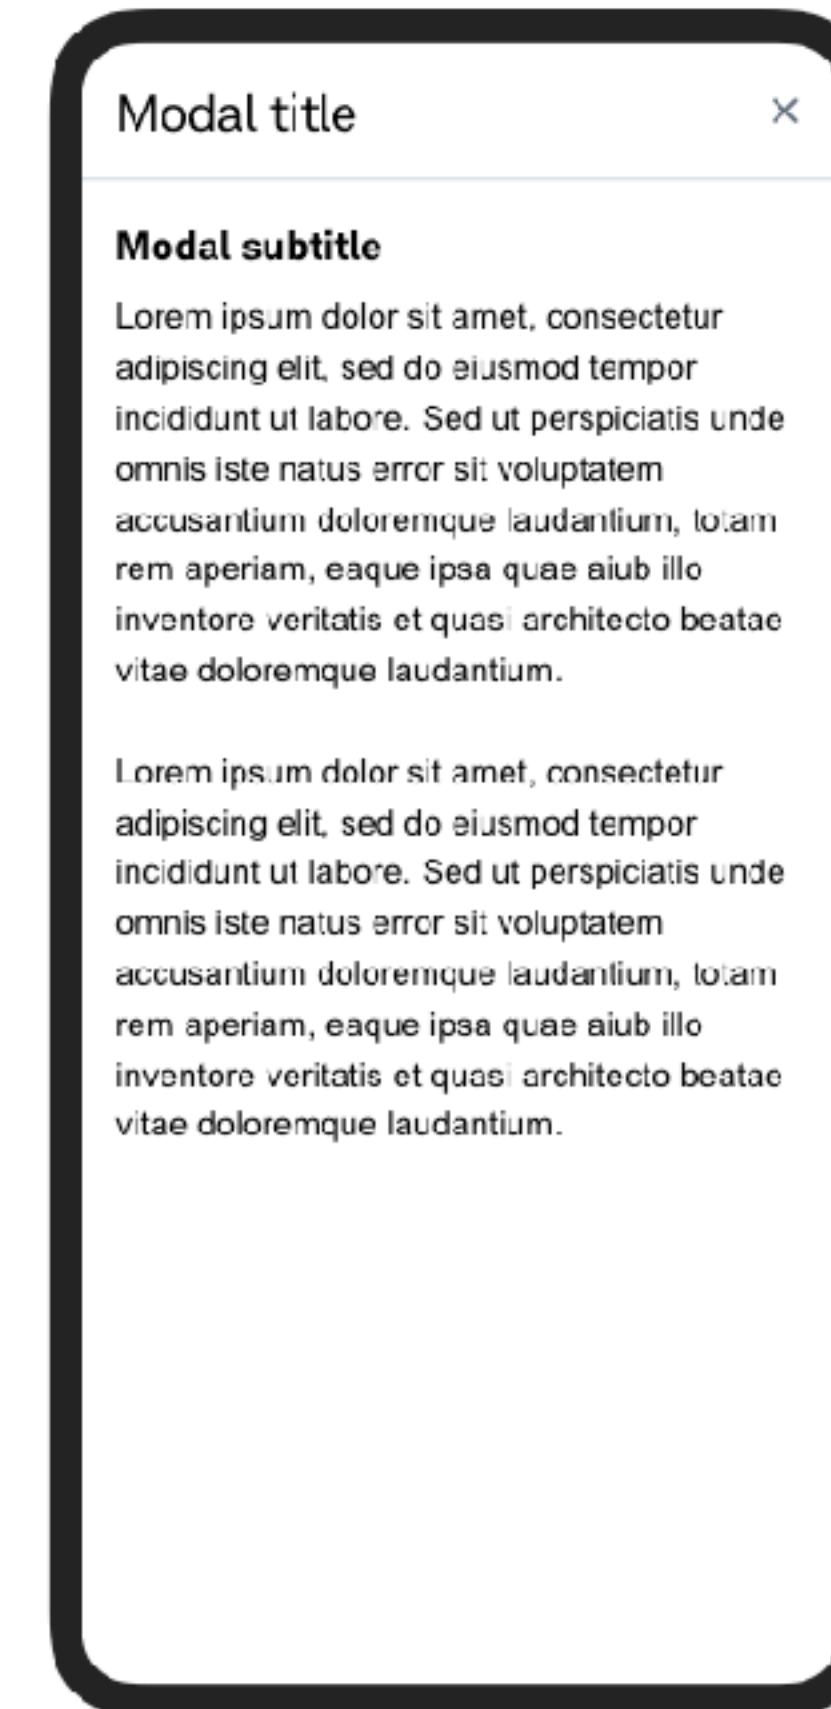 Modal title
Modal subtitle
Lorem ipsum dolor sit amet, consectetur
adipiscing elit, sed do eiusmod tempor
incididunt ut labore. Sed ut perspiciatis unde
omnis iste natus error sit voluptatem
accusantium doloremque laudantium, totam
rem aperiam, eaque ipsa quae aiub illo
inventore veritatis et quasi architecto beatae
vitae doloremque laudantium.
Lorem ipsum dolor sit amet, consectetur
adipiscing elit, sed do eiusmod tempor
incididunt ut labore. Sed ut perspiciatis unde
omnis iste natus error sit voluptatem
accusantium doloremque laudantium, totam
rem aperiam, eaque ipsa quae aiub illo
inventore veritatis et quasi architecto beatae
vitae doloremque laudantium.